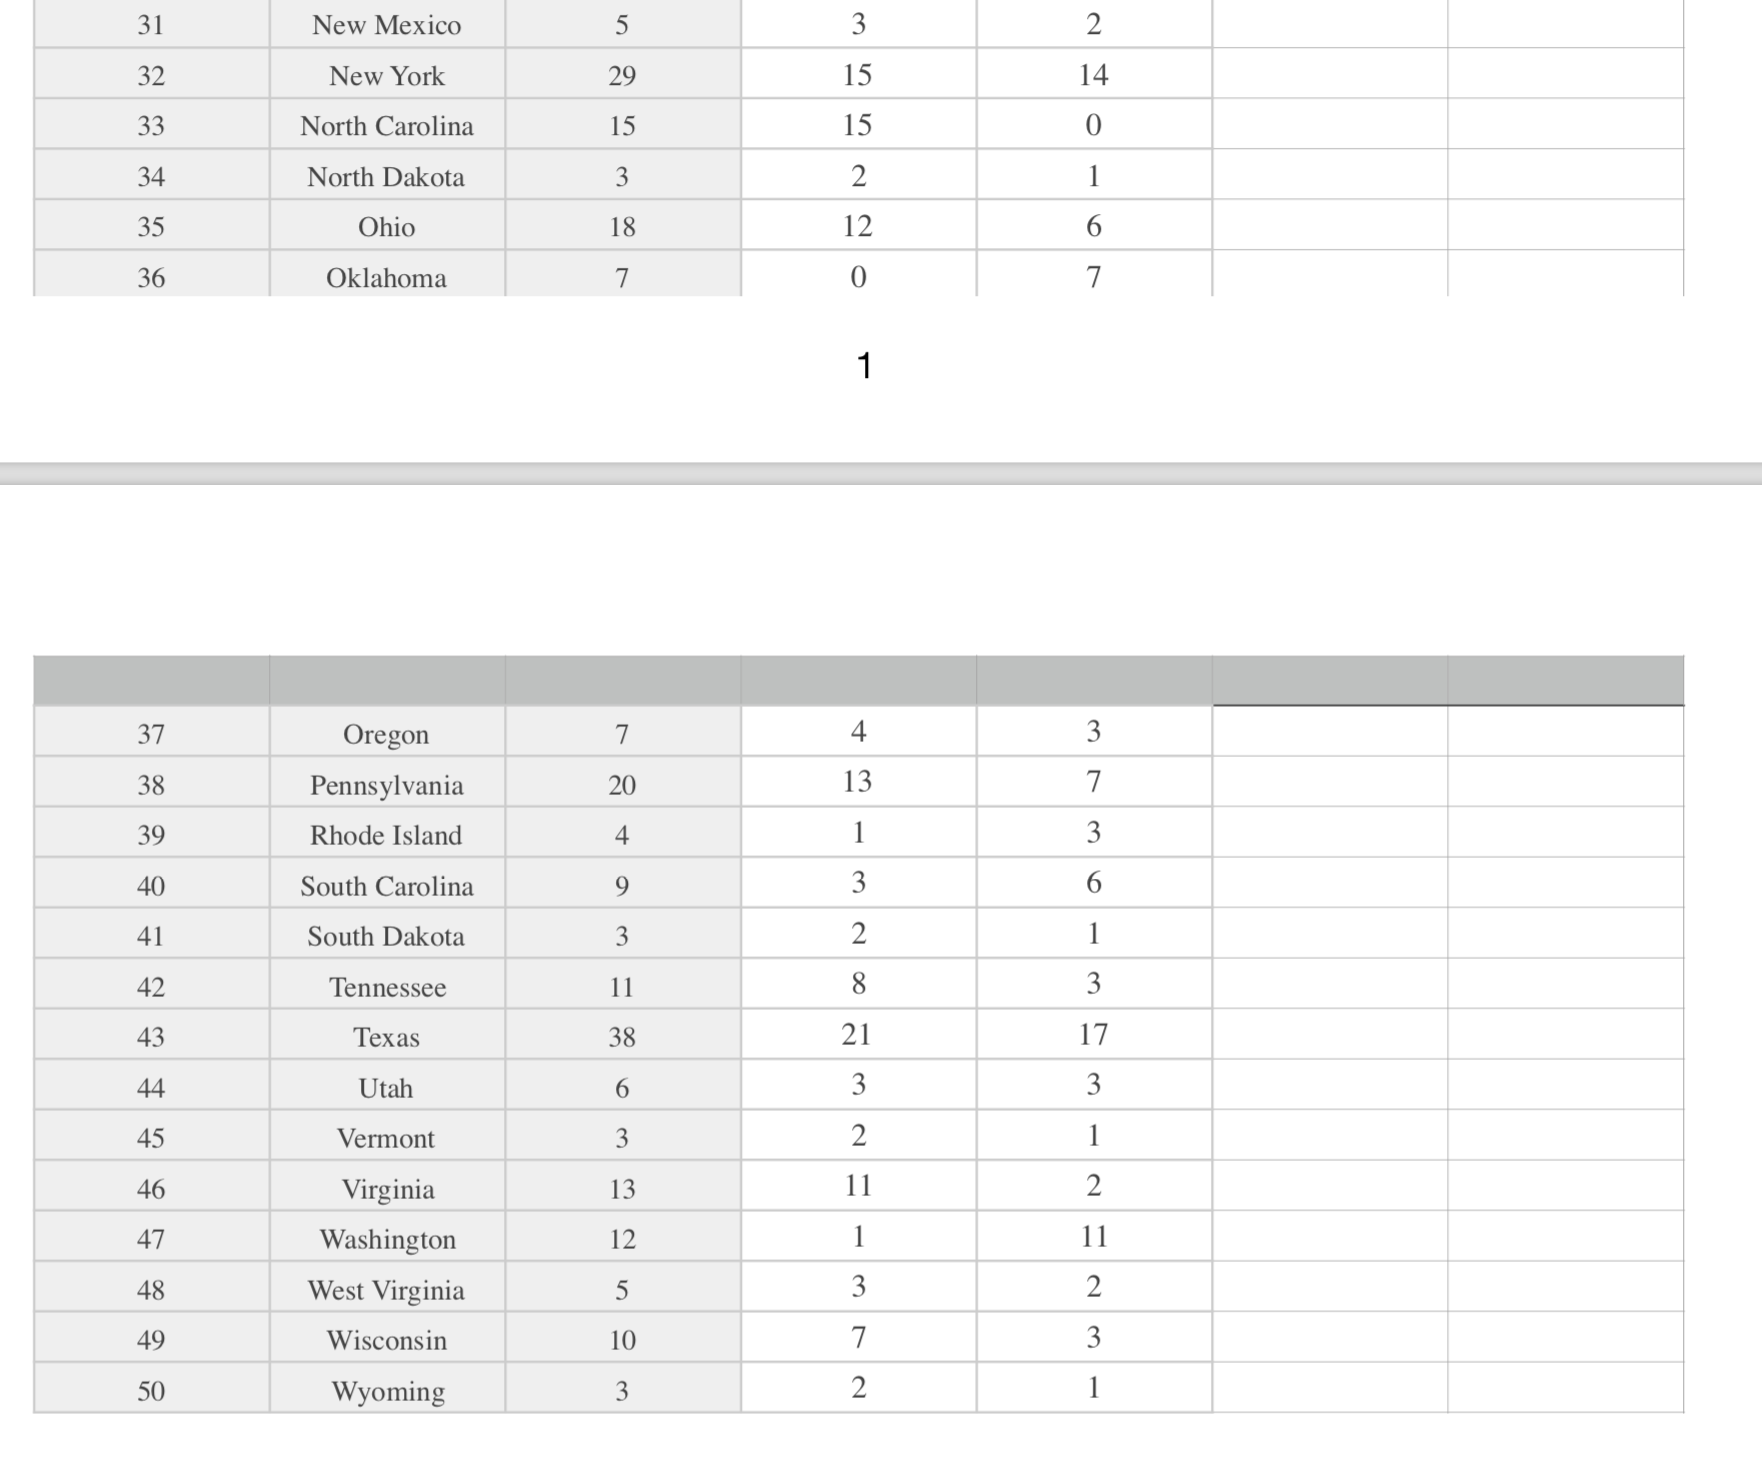 31 New Mexico 5 3 2
32 New York 29 15 14
33 North Carolina 15 15 0
34 North Dakota 3 2 1
35 Ohio 18 12 6
36 Oklahoma 7 0 7
1
37 Oregon 7 4 3
38 Pennsylvania 20 13 7
39 Rhode Island 4 1 3
40 South Carolina 9 3 6
41 South Dakota 3 2 1
42 Tennessee 11 8 3
43 Texas 38 21 17
44 Utah 6 3 3
45 Vermont 3 2 1
46 Virginia 13 11 2
47 Washington 12 1 11
48 West Virginia 5 3 2
49 Wisconsin 10 7 3
50 Wyoming 3 2 1